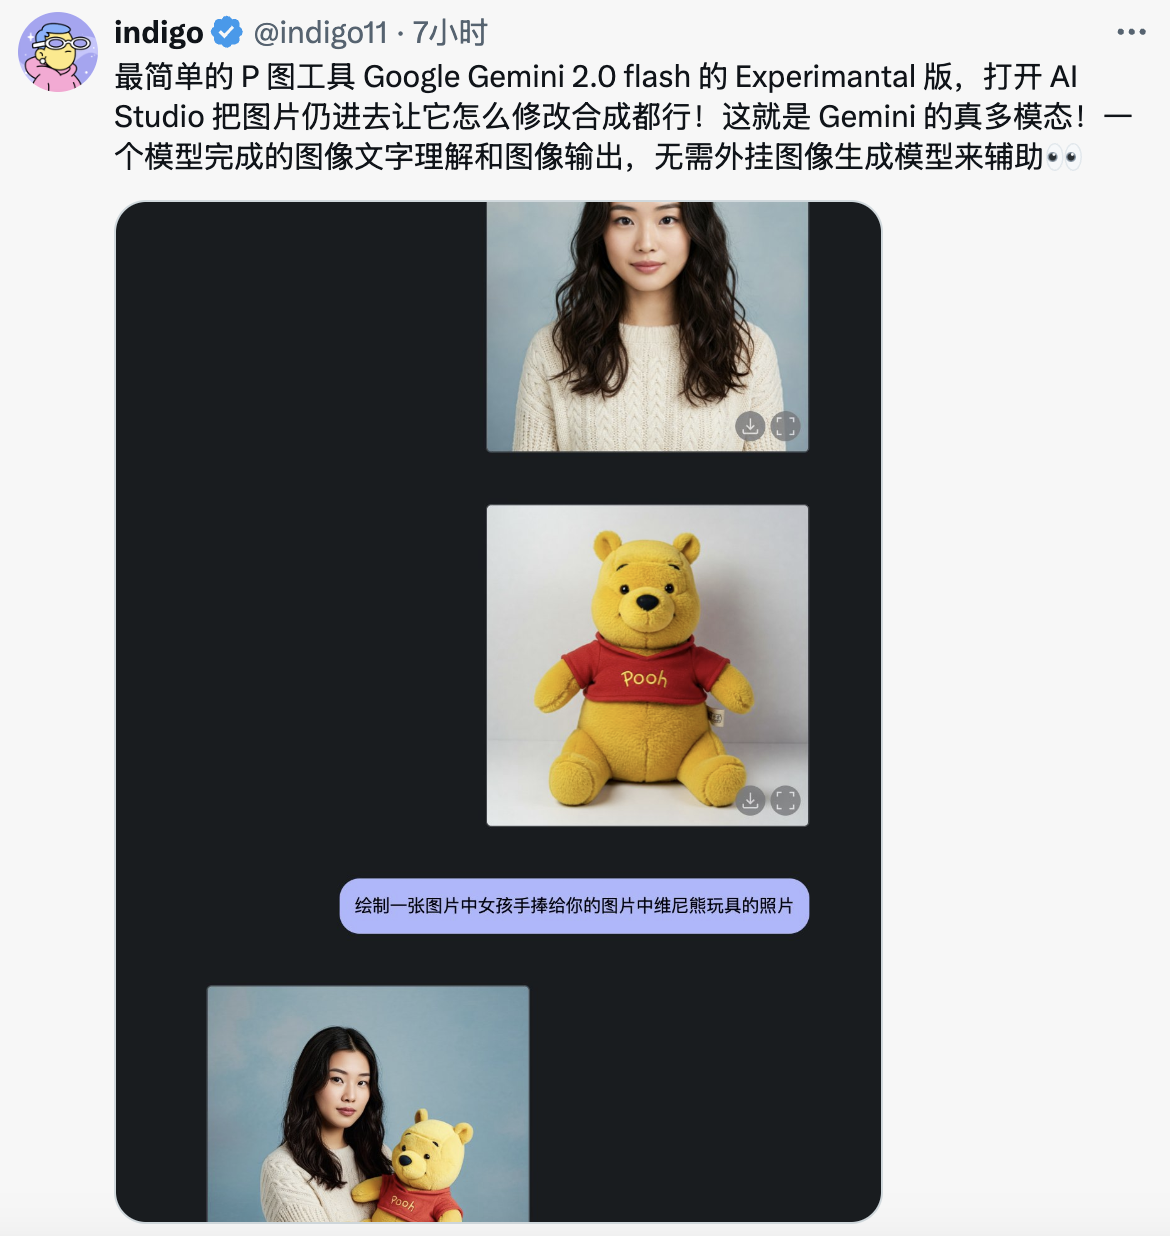 indigo @indigo11 · 7小时
最简单的 P 图工具 Google Gemini 2.0 flash 的 Experimantal 版，打开 AI
Studio 把图片仍进去让它怎么修改合成都行！这就是 Gemini 的真多模态！一
个模型完成的图像文字理解和图像输出，无需外挂图像生成模型来辅助👀
Pooh
绘制一张图片中女孩手捧给你的图片中维尼熊玩具的照片
Pooh